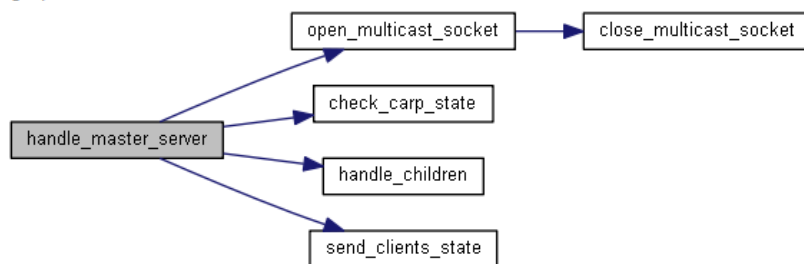 open_multicast_socket
close_multicast_socket
check_carp_state
handle_master_server
handle_children
send_clients_state